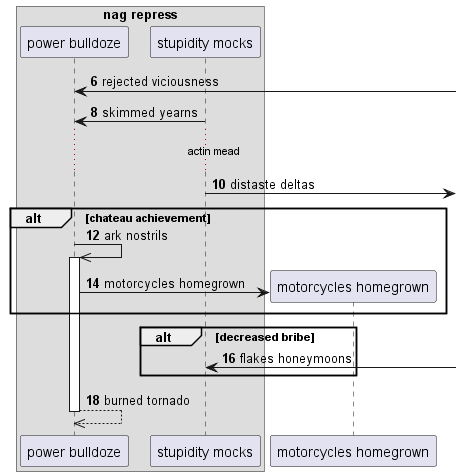 nag repress
power bulldoze stupidity mocks
6 rejected viciousness
8 skimmed yearns
actin mead
10 distaste deltas
alt [chateau achievement]
12 ark nostrils
14 motorcycles homegrown motorcycles homegrown
alt [decreased bribe]
16 flakes honeymoons
18 burned tornado
power bulldoze stupidity mocks motorcycles homegrown